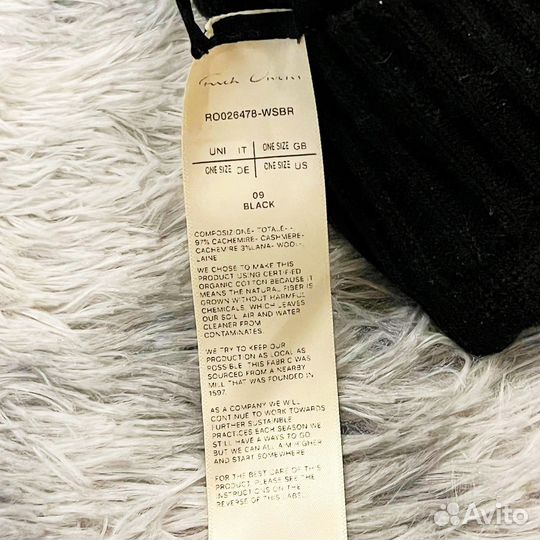 Rick Owens
RO026478-WSBR
UNI IT ONE SIZE GB
ONE SIZE DE ONE SIZE US
09
BLACK
COMPOSIZIONE- TOTALE- -
97% CACHEMIRE- CASHMERE-
CACHEMIRE 3%LANA- WOOL-
LAINE
WE CHOSE TO MAKE THIS
PRODUCT USING CERTIFIED
ORGANIC COTTON BECAUSE IT
MEANS THE NATURAL FIBER IS
GROWN WITHOUT HARMFUL
CHEMICALS, WHICH LEAVES
OUR SOIL, AIR AND WATER
CLEANER FROM
CONTAMINATES.
WE TRY TO KEEP OUR
PRODUCTION AS LOCAL AS
POSSIBLE. THIS FABRIC WAS
SOURCED FROM A NEARBY
MILL THAT WAS FOUNDED IN
1597.
AS A COMPANY WE WILL
CONTINUE TO WORK TOWARDS
FURTHER SUSTAINBLE
PRACTICES EACH SEASON WE
STILL HAVE A WAYS TO GO,
BUT WE CAN ALL AIM HIGHER
AND START SOMEWHERE
FOR THE BEST CARE OF THIS
PRODUCT, PLEASE SEE THE
INSTRUCTIONS ON THE
REVERSE OF THIS LABEL.
Avito